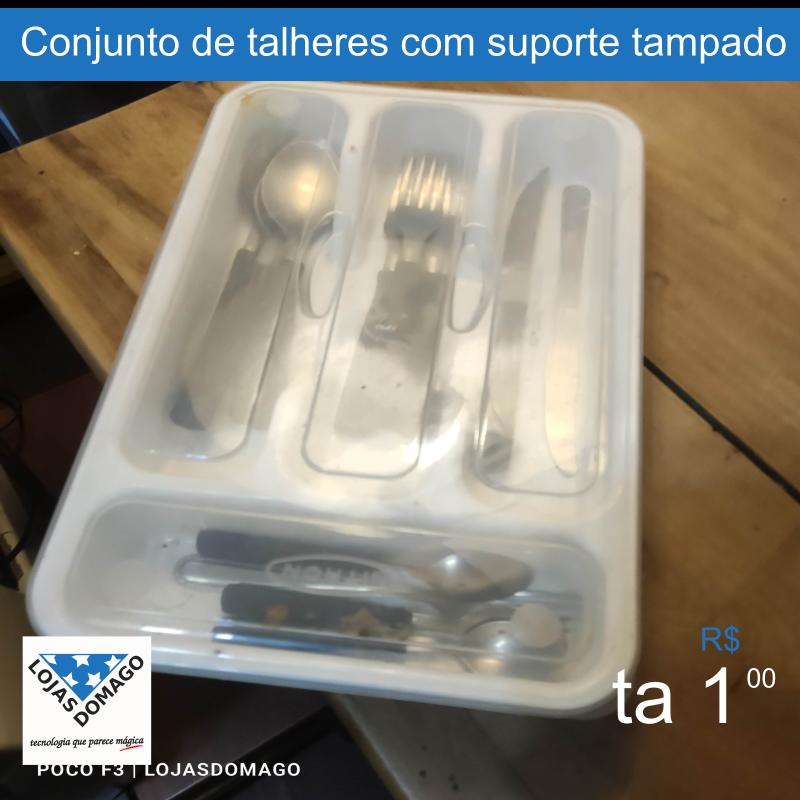 Conjunto de talheres com suporte tampado
R$
ta 1 00
LOJAS DOMAGO
tecnologia que parece mágica
POCO F3 | LOJASDOMAGO